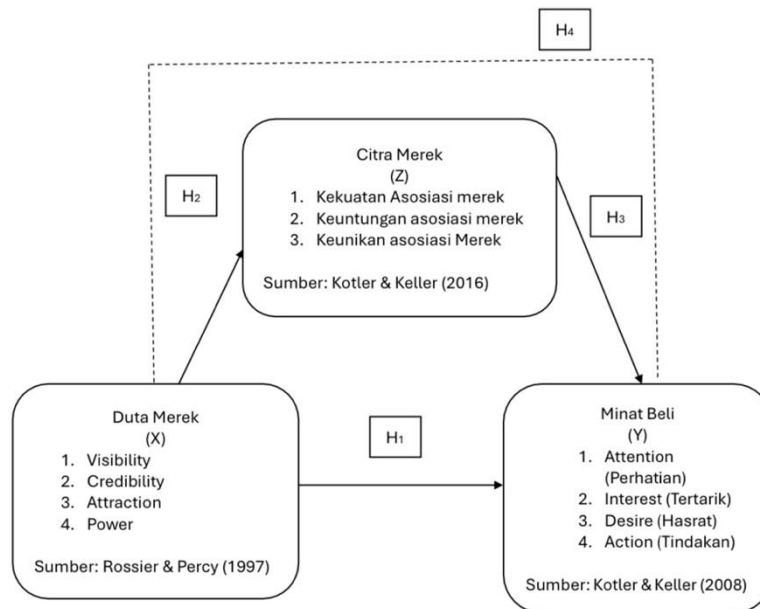 H₄
Citra Merek
(Z)
1. Kekuatan Asosiasi merek
2. Keuntungan asosiasi merek
3. Keunikan asosiasi Merek
Sumber: Kotler & Keller (2016)
H₂
H₃
Duta Merek
(X)
1. Visibility
2. Credibility
3. Attraction
4. Power
Sumber: Rossier & Percy (1997)
H₁
Minat Beli
(Y)
1. Attention
(Perhatian)
2. Interest (Tertarik)
3. Desire (Hasrat)
4. Action (Tindakan)
Sumber: Kotler & Keller (2008)